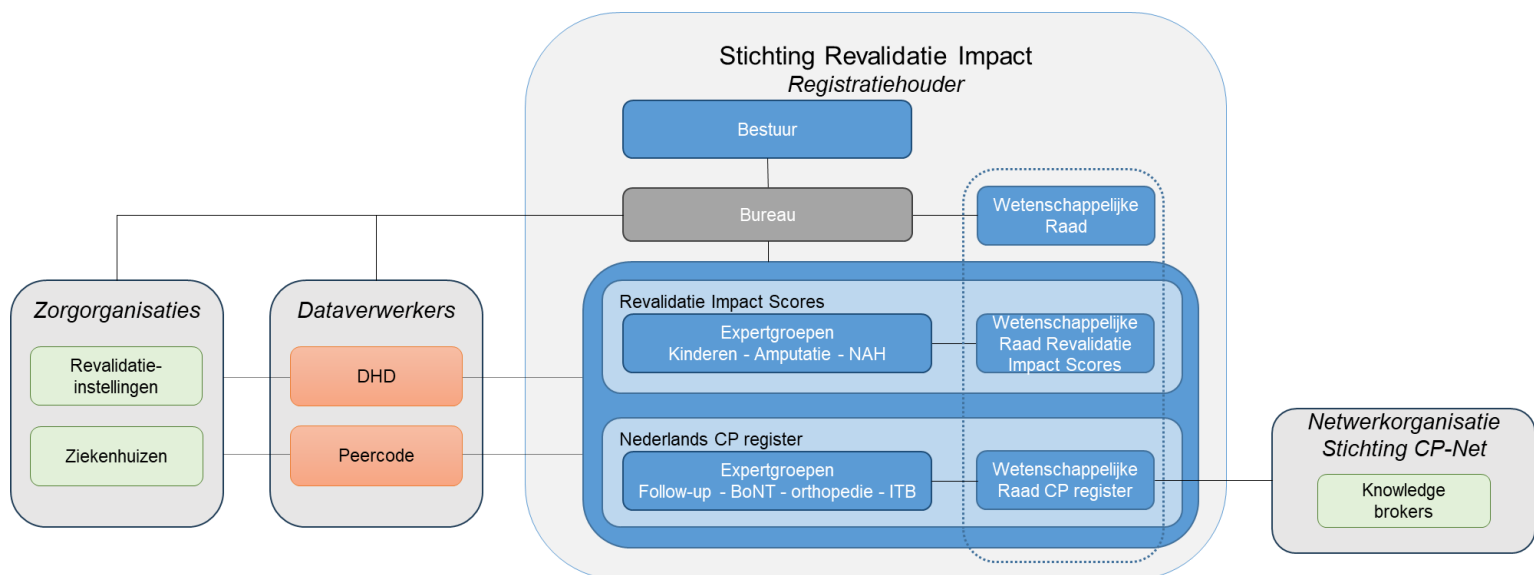 Stichting Revalidatie Impact
Registratiehouder
Bestuur
Bureau
Wetenschappelijke
Raad
Zorgorganisaties
Revalidatie-
instellingen
Ziekenhuizen
Dataverwerkers
DHD
Peercode
Revalidatie Impact Scores
Expertgroepen
Kinderen - Amputatie - NAH
Wetenschappelijke
Raad Revalidatie
Impact Scores
Nederlands CP register
Expertgroepen
Follow-up - BoNT - orthopedie - ITB
Wetenschappelijke
Raad CP register
Netwerkorganisatie
Stichting CP-Net
Knowledge
brokers